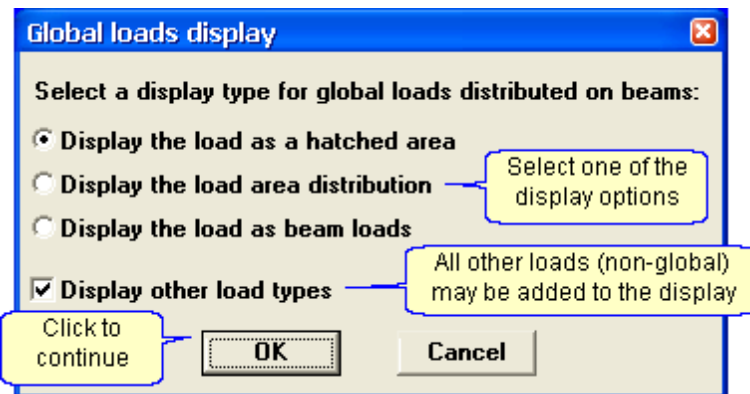 Global loads display
Select a display type for global loads distributed on beams:
Display the load as a hatched area
Display the load area distribution
Select one of the
display options
Display the load as beam loads
Display other load types
All other loads (non-global)
may be added to the display
Click to
continue
OK
Cancel